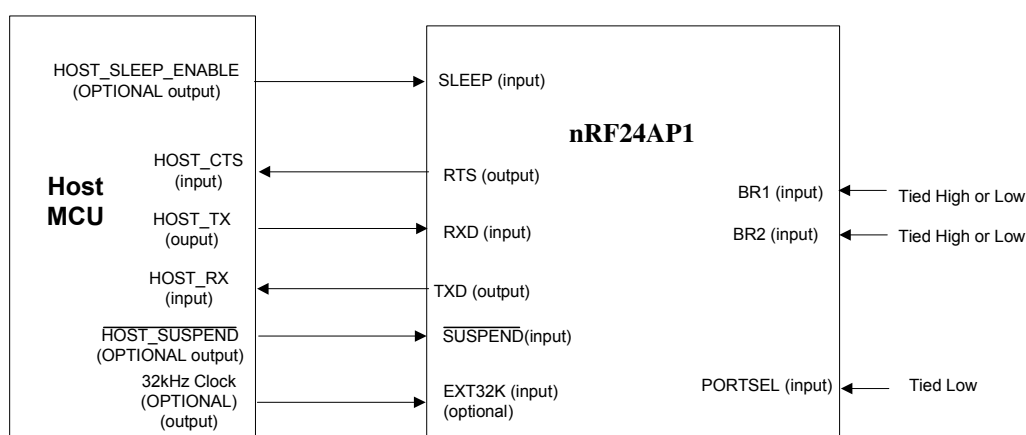 HOST_SLEEP_ENABLE
(OPTIONAL output)
SLEEP (input)
nRF24AP1
Host
MCU
HOST_CTS
(input)
RTS (output)
BR1 (input)
Tied High or Low
HOST_TX
(ouput)
RXD (input)
BR2 (input)
Tied High or Low
HOST_RX
(input)
TXD (output)
HOST_SUSPEND
(OPTIONAL output)
SUSPEND(input)
32kHz Clock
(OPTIONAL)
(output)
EXT32K (input)
(optional)
PORTSEL (input)
Tied Low